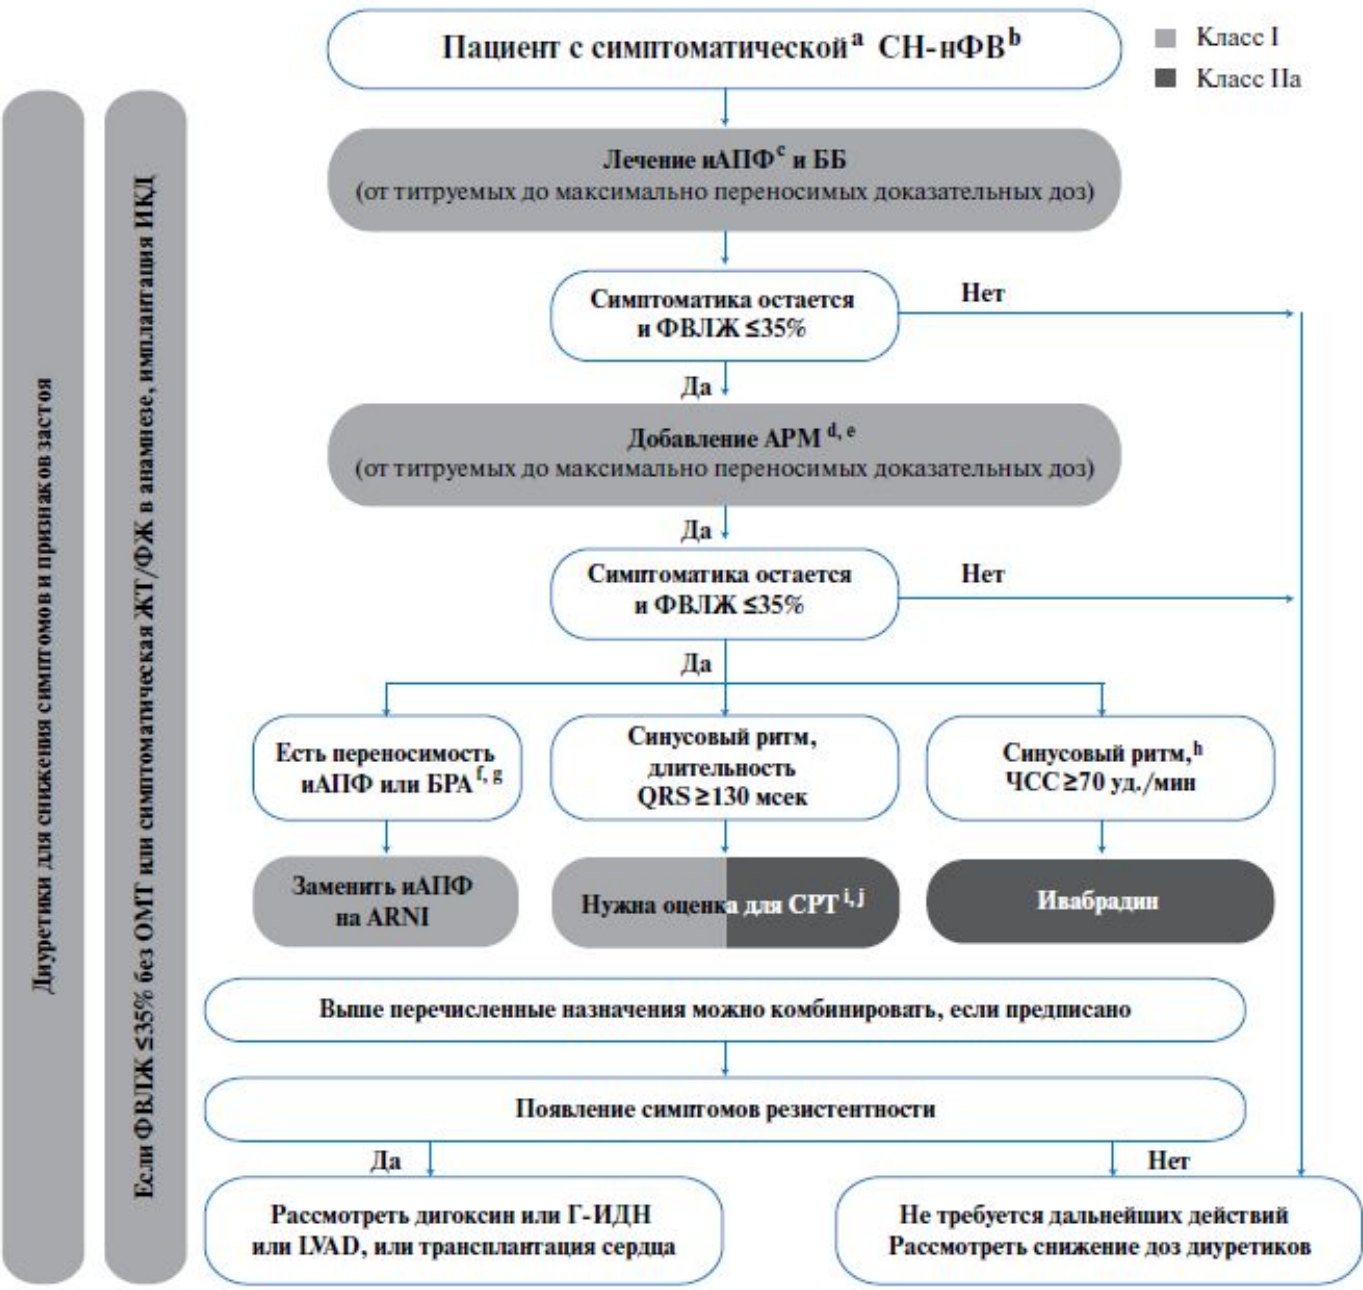 Пациент с симптоматической^a СН-нФВ^b
Класс I
Класс IIa
Диуретики для снижения симптомов и признаков застоя
Если ФВЛЖ ≤35% без ОМТ или симптоматическая ЖТ/ФЖ в анамнезе, имплантация ИКД
Лечение иАПФ^c и ББ
(от титруемых до максимально переносимых доказательных доз)
Симптоматика остается
и ФВЛЖ ≤35%
Нет
Да
Добавление АРМ^d, e
(от титруемых до максимально переносимых доказательных доз)
Да
Симптоматика остается
и ФВЛЖ ≤35%
Нет
Да
Есть переносимость
иАПФ или БРА^f, g
Синусовый ритм,
длительность
QRS ≥130 мсек
Синусовый ритм,^h
ЧСС ≥70 уд./мин
Заменить иАПФ
на ARNI
Нужна оценка для СРТ^i, j
Ивабрадин
Выше перечисленные назначения можно комбинировать, если предписано
Появление симптомов резистентности
Да
Нет
Рассмотреть дигоксин или Г-ИДН
или LVAD, или трансплантация сердца
Не требуется дальнейших действий
Рассмотреть снижение доз диуретиков